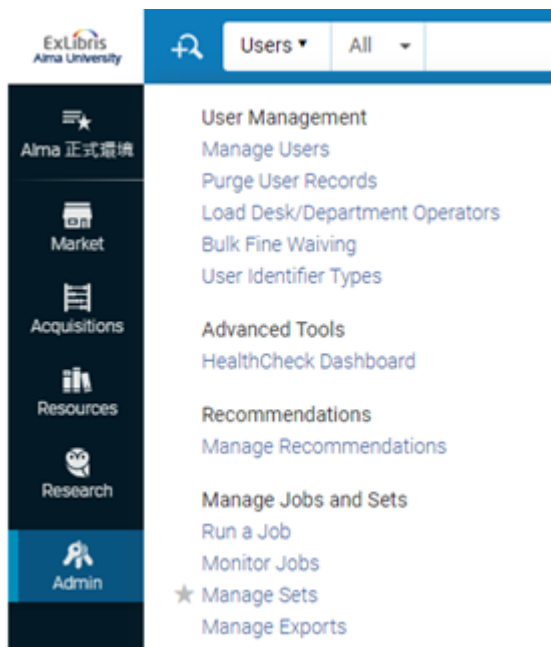 ExLibris
Alma University
Users
All
Alma 正式環境
Market
Acquisitions
Resources
Research
Admin
User Management
Manage Users
Purge User Records
Load Desk/Department Operators
Bulk Fine Waiving
User Identifier Types
Advanced Tools
HealthCheck Dashboard
Recommendations
Manage Recommendations
Manage Jobs and Sets
Run a Job
Monitor Jobs
Manage Sets
Manage Exports